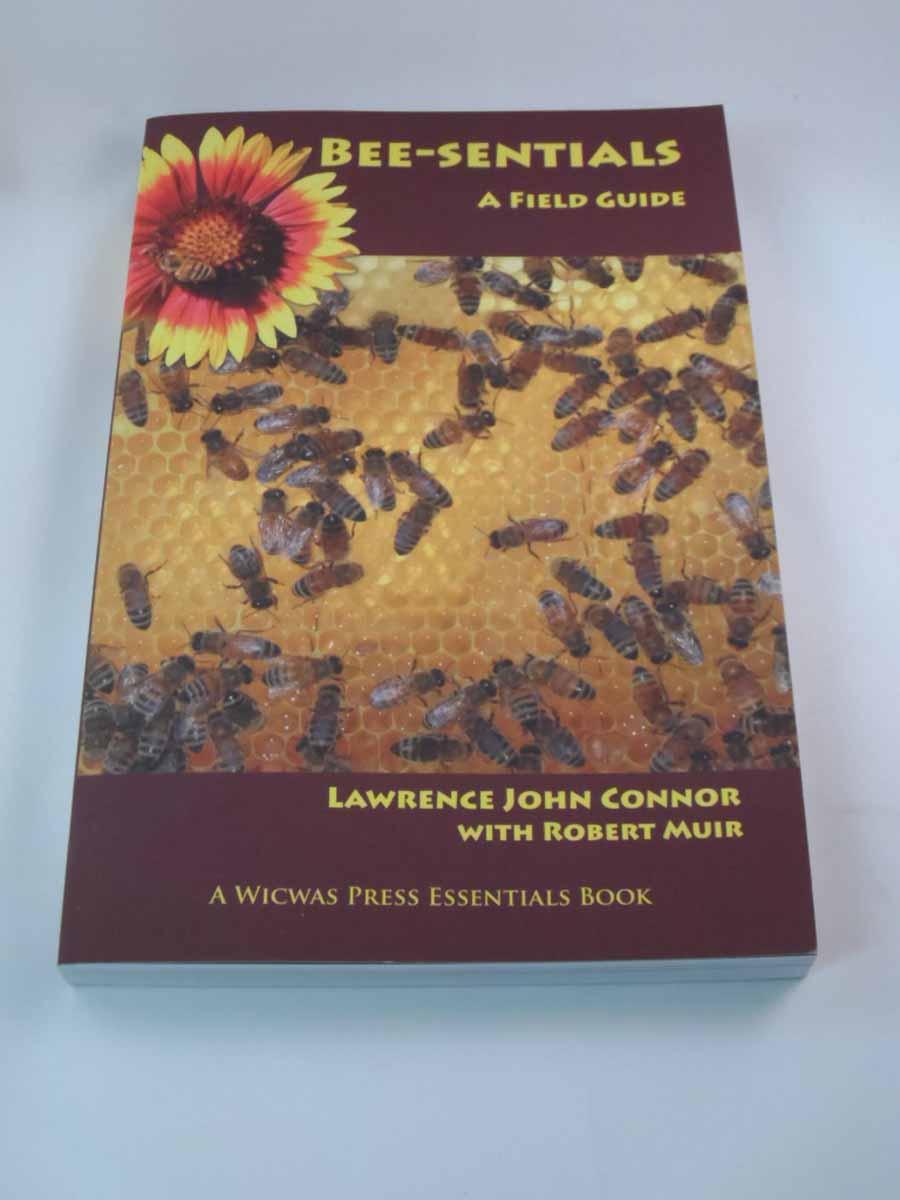 BEE-SENTIALS
A FIELD GUIDE
LAWRENCE JOHN CONNOR
WITH ROBERT MUIR
A WICWAS PRESS ESSENTIALS BOOK